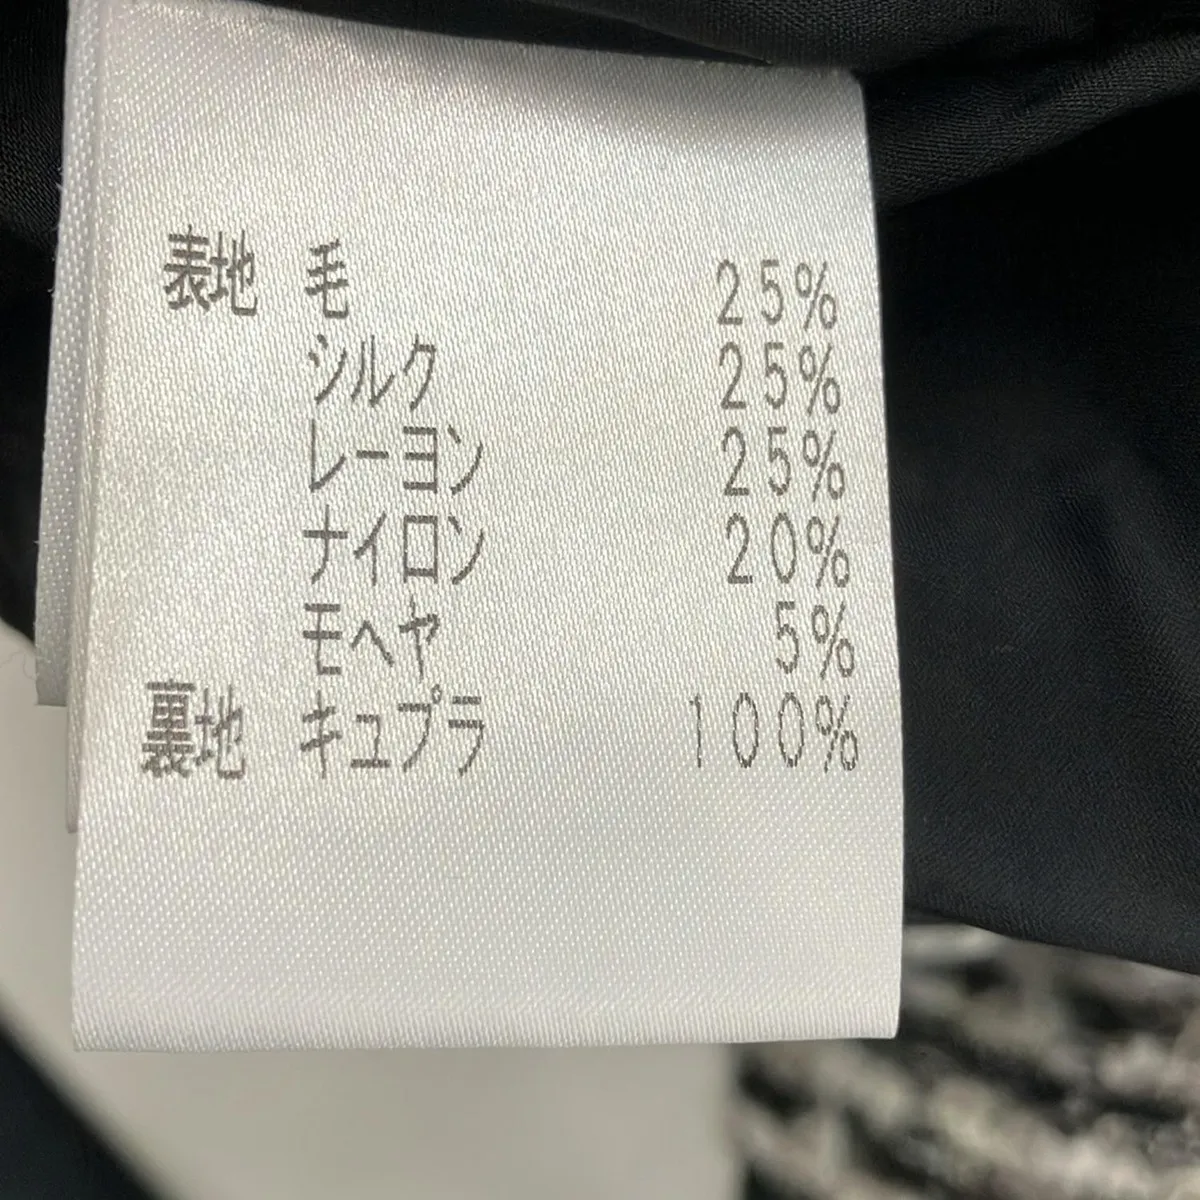 表地 毛 25%
シルク 25%
レーヨン 25%
ナイロン 20%
モヘヤ 5%
裏地 キュプラ 100%